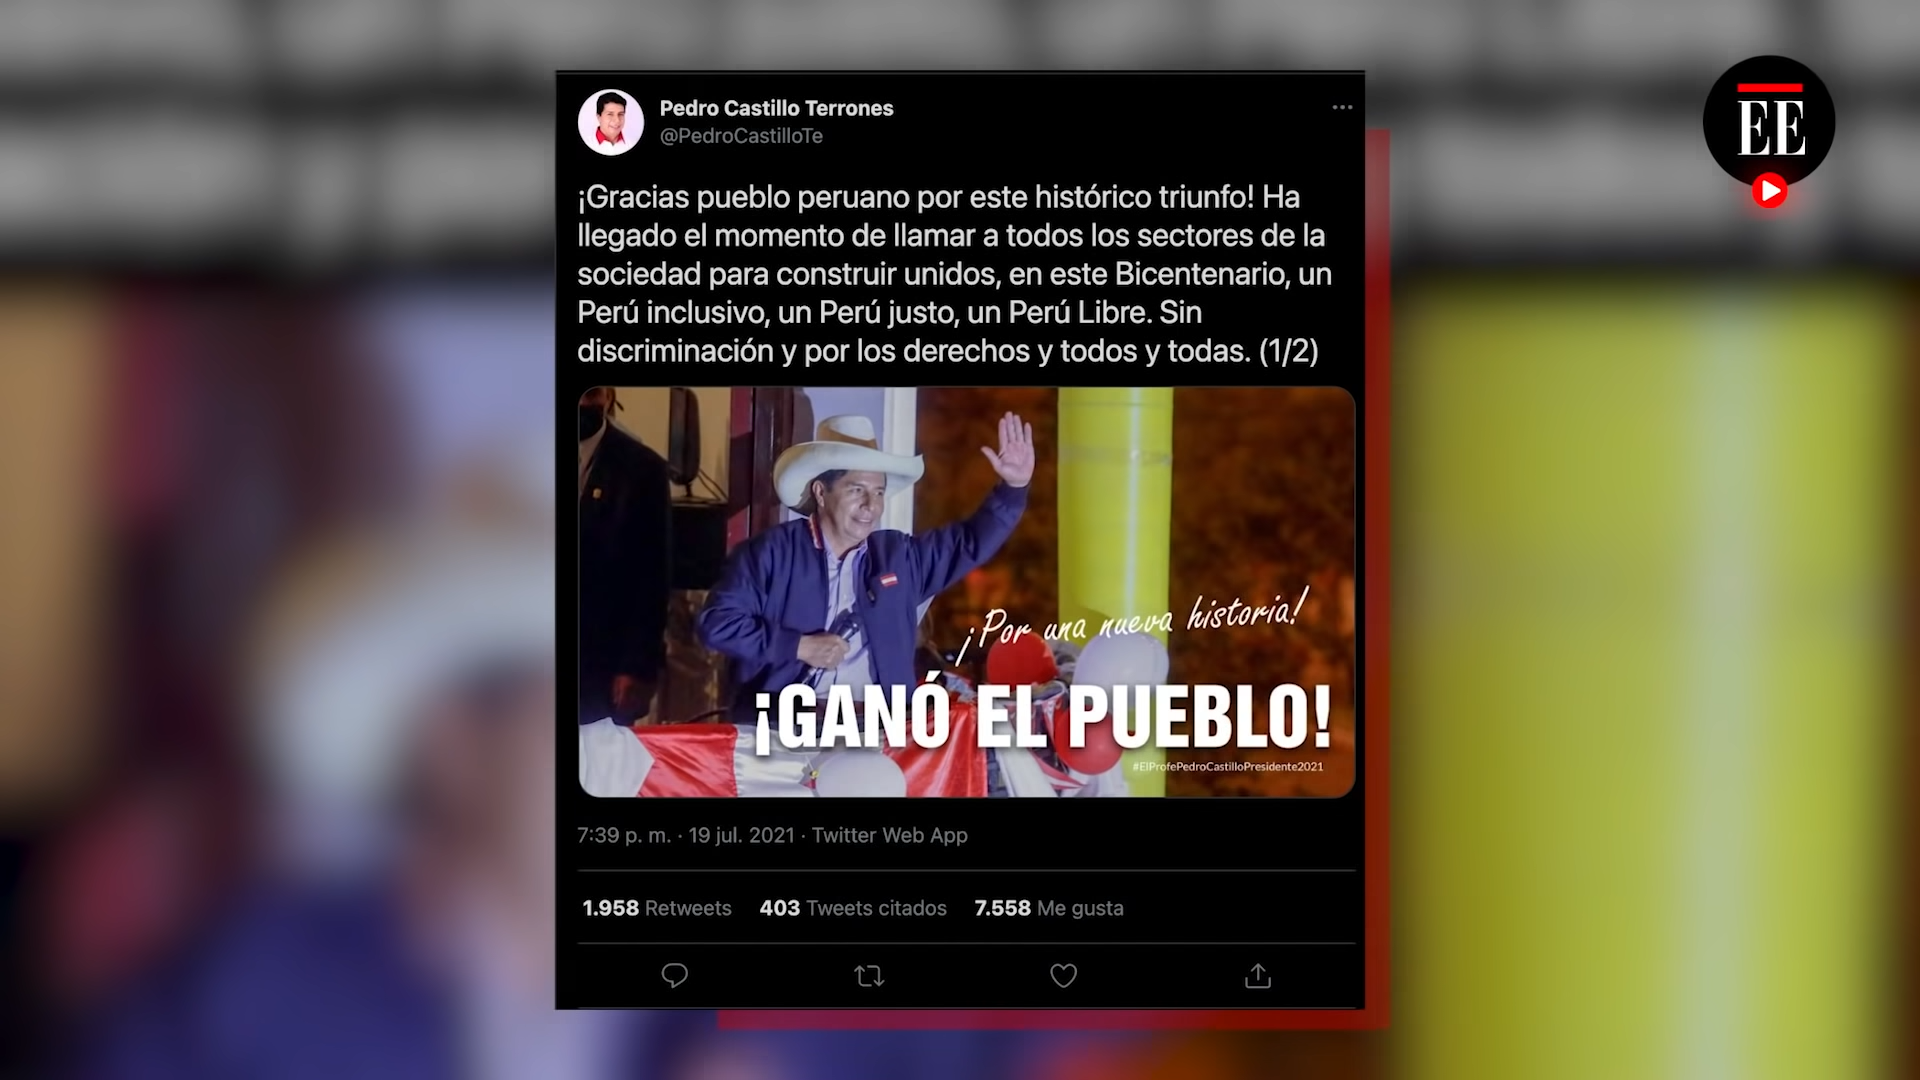 Pedro Castillo Terrones
@PedroCastilloTe
¡Gracias pueblo peruano por este histórico triunfo! Ha
llegado el momento de llamar a todos los sectores de la
sociedad para construir unidos, en este Bicentenario, un
Perú inclusivo, un Perú justo, un Perú Libre. Sin
discriminación y por los derechos y todos y todas. (1/2)
¡Por una nueva historia!
¡GANÓ EL PUEBLO!
#ElProfePedroCastilloPresidente2021
7:39 p. m. · 19 jul. 2021 · Twitter Web App
1.958 Retweets 403 Tweets citados 7.558 Me gusta
EE